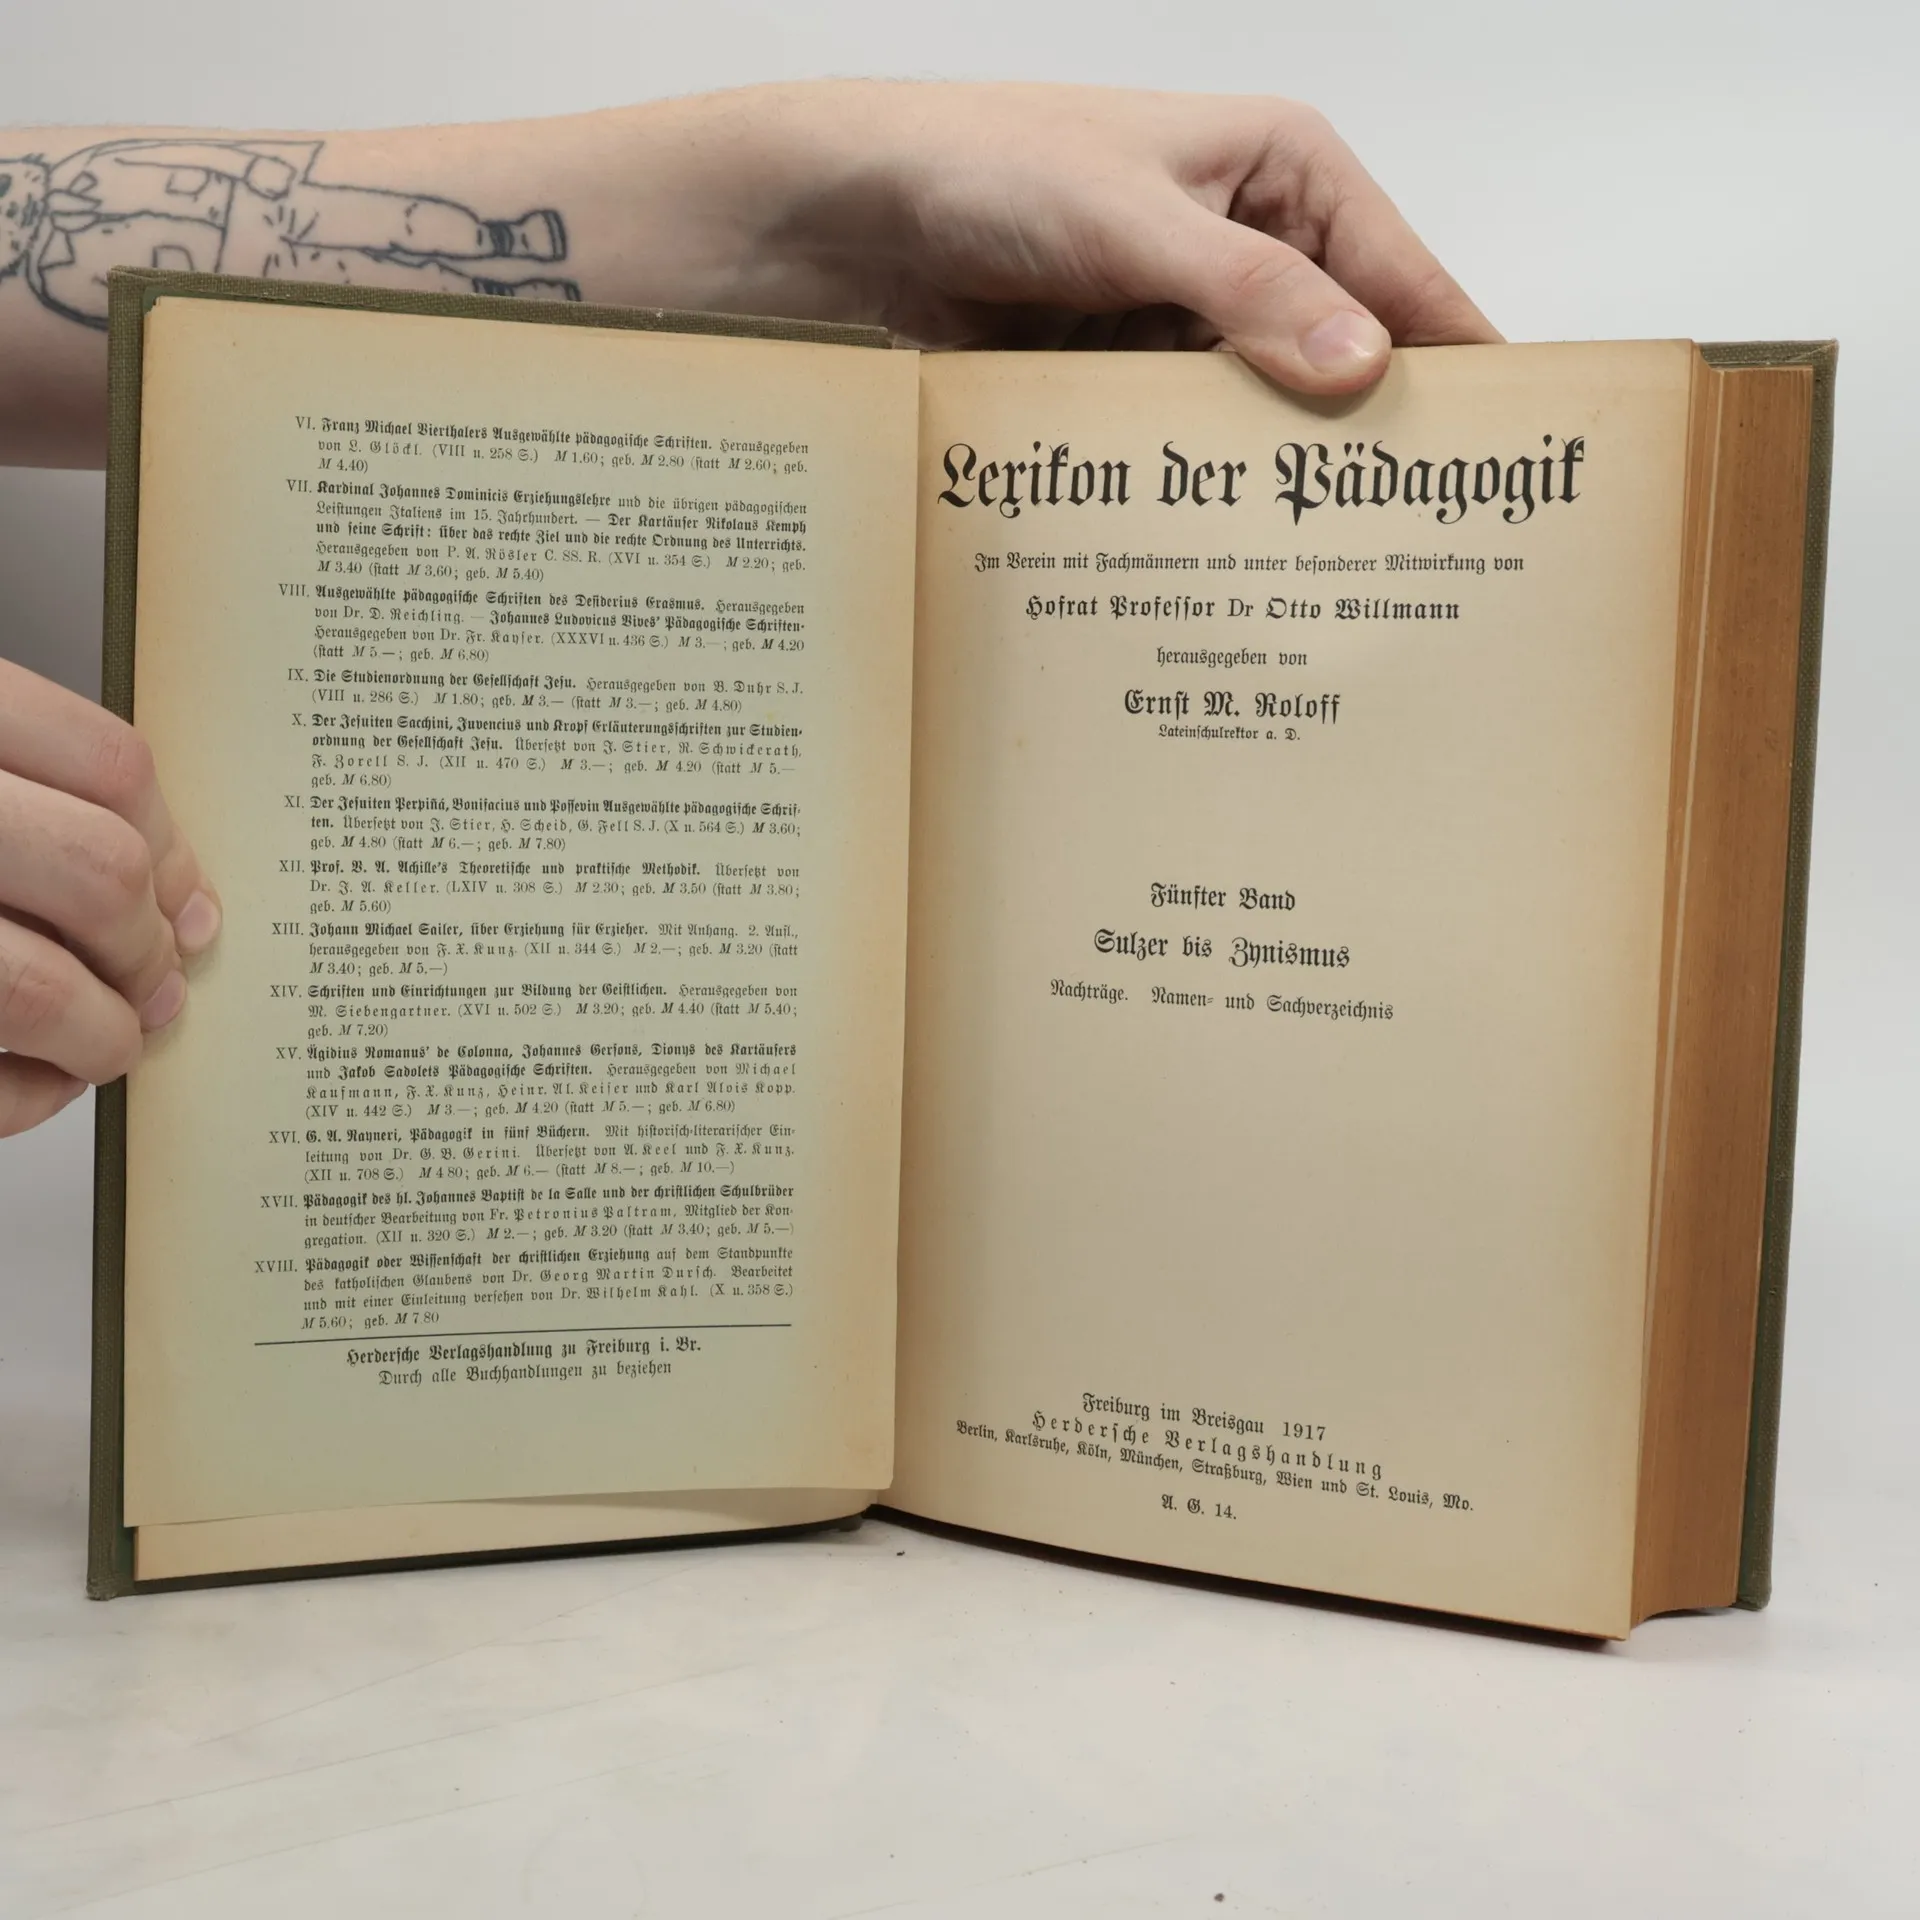 VI. Franz Michael Vierthalers Ausgewählte pädagogische Schriften. Herausgegeben
von L. Glöckl. (VIII u. 258 S.) M 1.60; geb. M 2.80 (statt M 2.60; geb.
M 4.40)
VII. Kardinal Johannes Dominicis Erziehungslehre und die übrigen pädagogischen
Leistungen Italiens im 15. Jahrhundert. — Der Kartäuser Nikolaus Kemph
und seine Schrift: über das rechte Ziel und die rechte Ordnung des Unterrichts.
Herausgegeben von P. A. Rösler C. SS. R. (XVI u. 354 S.) M 2.20; geb.
M 3.40 (statt M 3.60; geb. M 5.40)
VIII. Ausgewählte pädagogische Schriften des Desiderius Erasmus. Herausgegeben
von Dr. D. Reichling. — Johannes Ludovicus Vives' Pädagogische Schriften.
Herausgegeben von Dr. Fr. Kayser. (XXXVI u. 436 S.) M 3.—; geb. M 4.20
(statt M 5.—; geb. M 6.80)
IX. Die Studienordnung der Gesellschaft Jesu. Herausgegeben von B. Duhr S. J.
(VIII u. 286 S.) M 1.80; geb. M 3.— (statt M 3.—; geb. M 4.80)
X. Der Jesuiten Sacchini, Juvencius und Kropf Erläuterungsschriften zur Studien-
ordnung der Gesellschaft Jesu. Übersetzt von J. Stier, R. Schwickerath,
F. Zorell S. J. (XII u. 470 S.) M 3.—; geb. M 4.20 (statt M 5.—
geb. M 6.80)
XI. Der Jesuiten Perpiñá, Bonifacius und Possevin Ausgewählte pädagogische Schrif-
ten. Übersetzt von J. Stier, H. Scheid, G. Fell S. J. (X u. 564 S.) M 3.60;
geb. M 4.80 (statt M 6.—; geb. M 7.80)
XII. Prof. V. A. Achille's Theoretische und praktische Methodik. Übersetzt von
Dr. J. A. Keller. (LXIV u. 308 S.) M 2.30; geb. M 3.50 (statt M 3.80;
geb. M 5.60)
XIII. Johann Michael Sailer, über Erziehung für Erzieher. Mit Anhang. 2. Aufl.,
herausgegeben von F. X. Kunz. (XII u. 344 S.) M 2.—; geb. M 3.20 (statt
M 3.40; geb. M 5.—)
XIV. Schriften und Einrichtungen zur Bildung der Geistlichen. Herausgegeben von
M. Siebengartner. (XVI u. 502 S.) M 3.20; geb. M 4.40 (statt M 5.40;
geb. M 7.20)
XV. Ägidius Romanus' de Colonna, Johannes Gersons, Dionys des Kartäusers
und Jakob Sadolets Pädagogische Schriften. Herausgegeben von Michael
Kaufmann, F. X. Kunz, Heinr. Al. Keiser und Karl Alois Kopp.
(XIV u. 442 S.) M 3.—; geb. M 4.20 (statt M 5.—; geb. M 6.80)
XVI. G. A. Rayneri, Pädagogik in fünf Büchern. Mit historisch-literarischer Ein-
leitung von Dr. G. B. Gerini. Übersetzt von A. Keel und F. X. Kunz.
(XII u. 708 S.) M 4.80; geb. M 6.— (statt M 8.—; geb. M 10.—)
XVII. Pädagogik des hl. Johannes Baptist de la Salle und der christlichen Schulbrüder
in deutscher Bearbeitung von Fr. Petronius Paltram, Mitglied der Kon-
gregation. (XII u. 320 S.) M 2.—; geb. M 3.20 (statt M 3.40; geb. M 5.—)
XVIII. Pädagogik oder Wissenschaft der christlichen Erziehung auf dem Standpunkte
des katholischen Glaubens von Dr. Georg Martin Dursch. Bearbeitet
und mit einer Einleitung versehen von Dr. Wilhelm Kahl. (X u. 358 S.)
M 5.60; geb. M 7.80
Herdersche Verlagshandlung zu Freiburg i. Br.
Durch alle Buchhandlungen zu beziehen
Lexikon der Pädagogik
Im Verein mit Fachmännern und unter besonderer Mitwirkung von
Hofrat Professor Dr Otto Willmann
herausgegeben von
Ernst M. Roloff
Lateinschulrektor a. D.
Fünfter Band
Sulzer bis Zynismus
Nachträge. Namen- und Sachverzeichnis
Freiburg im Breisgau 1917
Herdersche Verlagshandlung
Berlin, Karlsruhe, Köln, München, Straßburg, Wien und St. Louis, Mo.
A. G. 14.